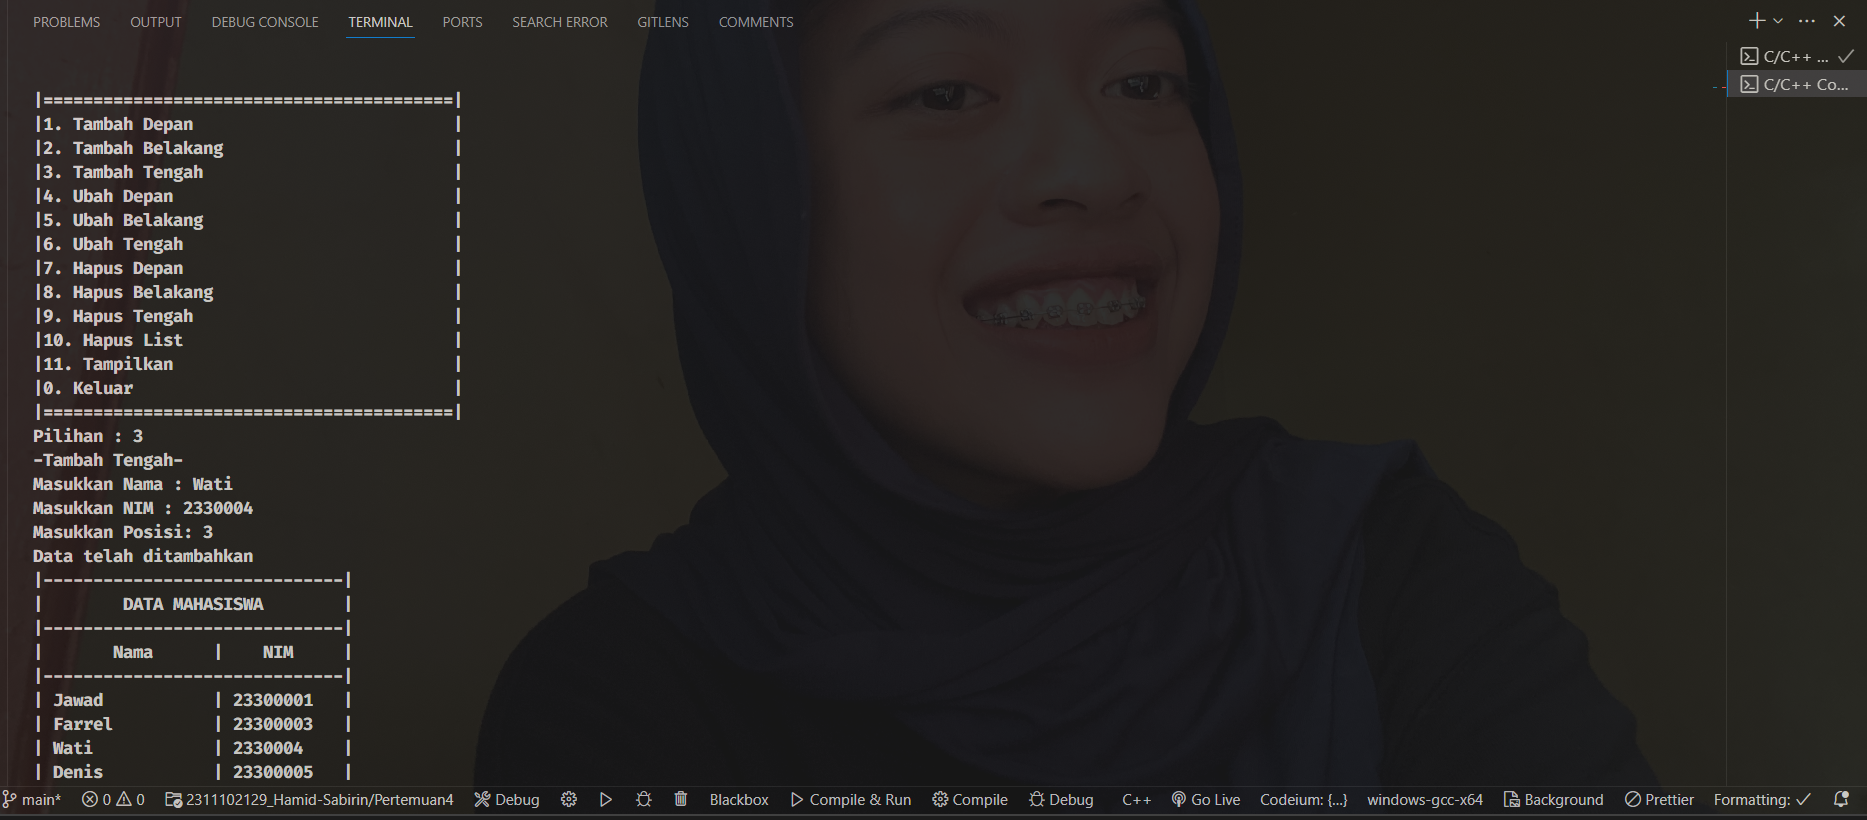 PROBLEMS OUTPUT DEBUG CONSOLE TERMINAL PORTS SEARCH ERROR GITLENS COMMENTS
C/C++ ...
C/C++ Co...
|=========================================|
|1. Tambah Depan |
|2. Tambah Belakang |
|3. Tambah Tengah |
|4. Ubah Depan |
|5. Ubah Belakang |
|6. Ubah Tengah |
|7. Hapus Depan |
|8. Hapus Belakang |
|9. Hapus Tengah |
|10. Hapus List |
|11. Tampilkan |
|0. Keluar |
|=========================================|
Pilihan : 3
-Tambah Tengah-
Masukkan Nama : Wati
Masukkan NIM : 2330004
Masukkan Posisi: 3
Data telah ditambahkan
|------------------------------|
| DATA MAHASISWA |
|------------------------------|
| Nama | NIM |
|------------------------------|
| Jawad | 23300001 |
| Farrel | 23300003 |
| Wati | 2330004 |
| Denis | 23300005 |
main* 0 0 2311102129_Hamid-Sabirin/Pertemuan4 Debug Blackbox Compile & Run Compile Debug C++ Go Live Codeium: {...} windows-gcc-x64 Background Prettier Formatting: ✓